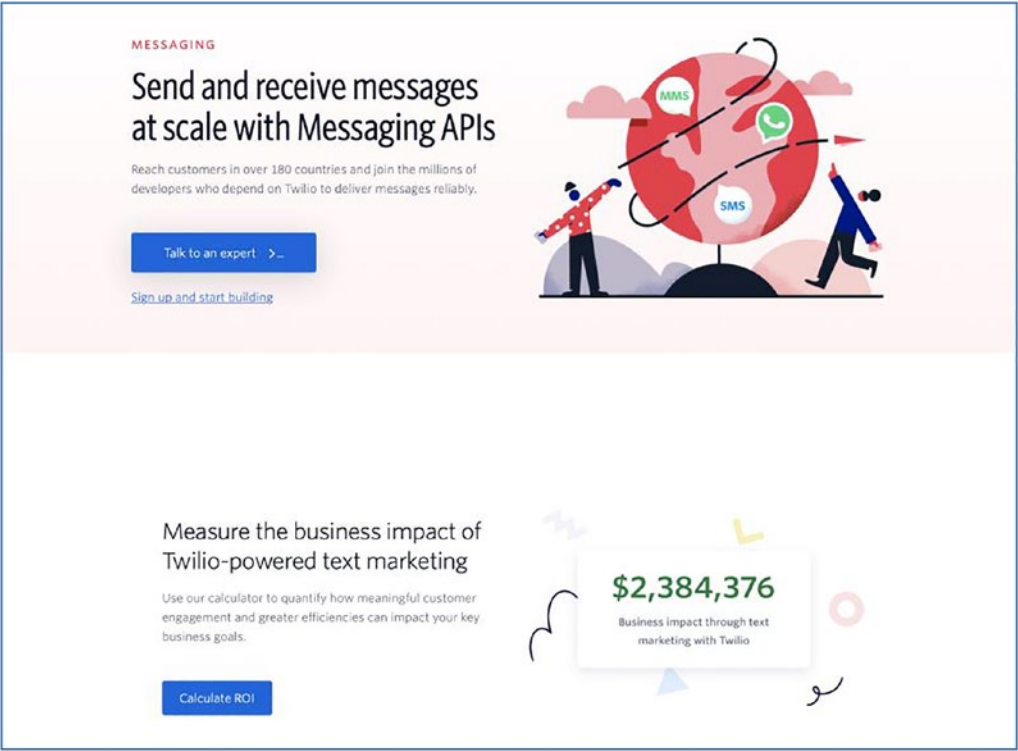 MESSAGING
Send and receive messages
at scale with Messaging APIs
Reach customers in over 180 countries and join the millions of
developers who depend on Twilio to deliver messages reliably.
Talk to an expert >_
Sign up and start building
MMS
SMS
Measure the business impact of
Twilio-powered text marketing
Use our calculator to quantify how meaningful customer
engagement and greater efficiencies can impact your key
business goals.
Calculate ROI
$2,384,376
Business impact through text
marketing with Twilio